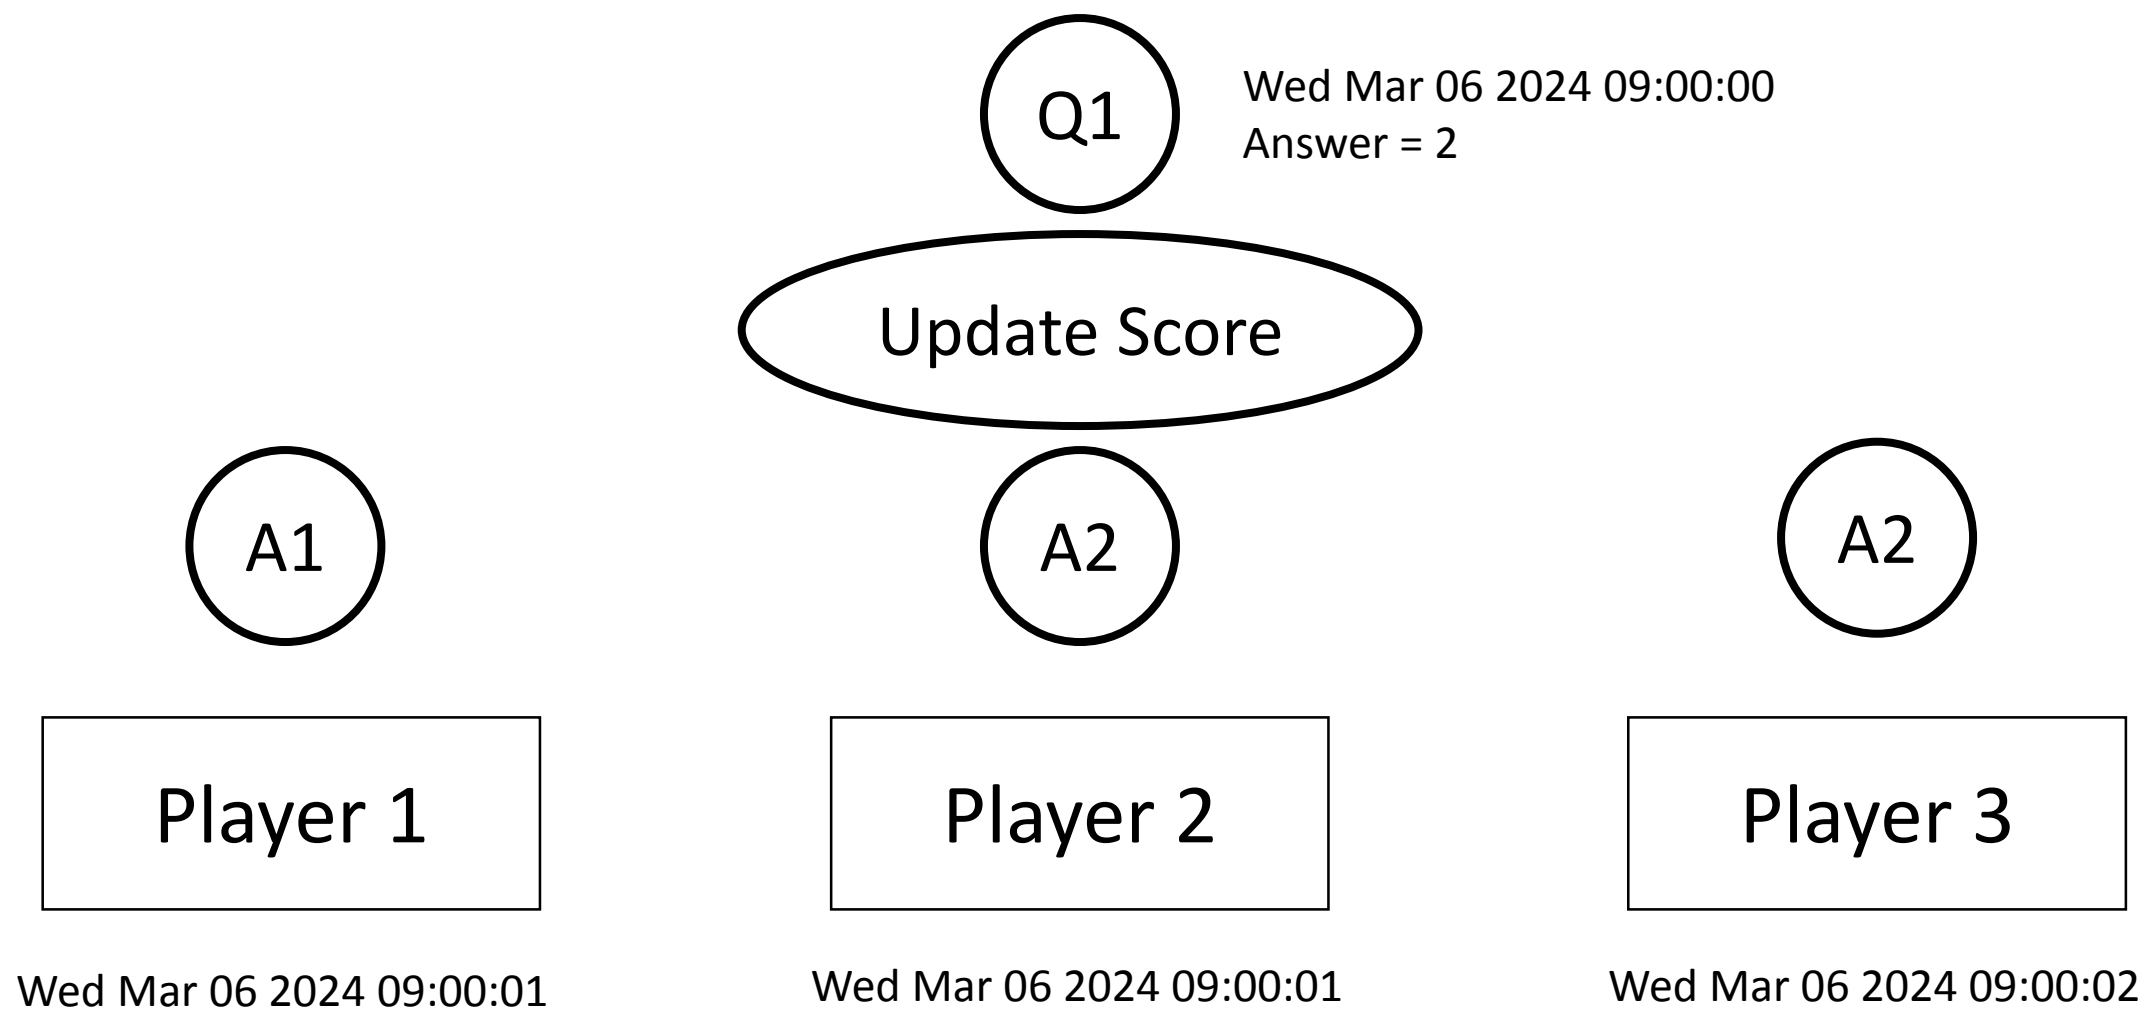 Q1
Wed Mar 06 2024 09:00:00
Answer = 2
Update Score
A1
A2
A2
Player 1
Player 2
Player 3
Wed Mar 06 2024 09:00:01
Wed Mar 06 2024 09:00:01
Wed Mar 06 2024 09:00:02